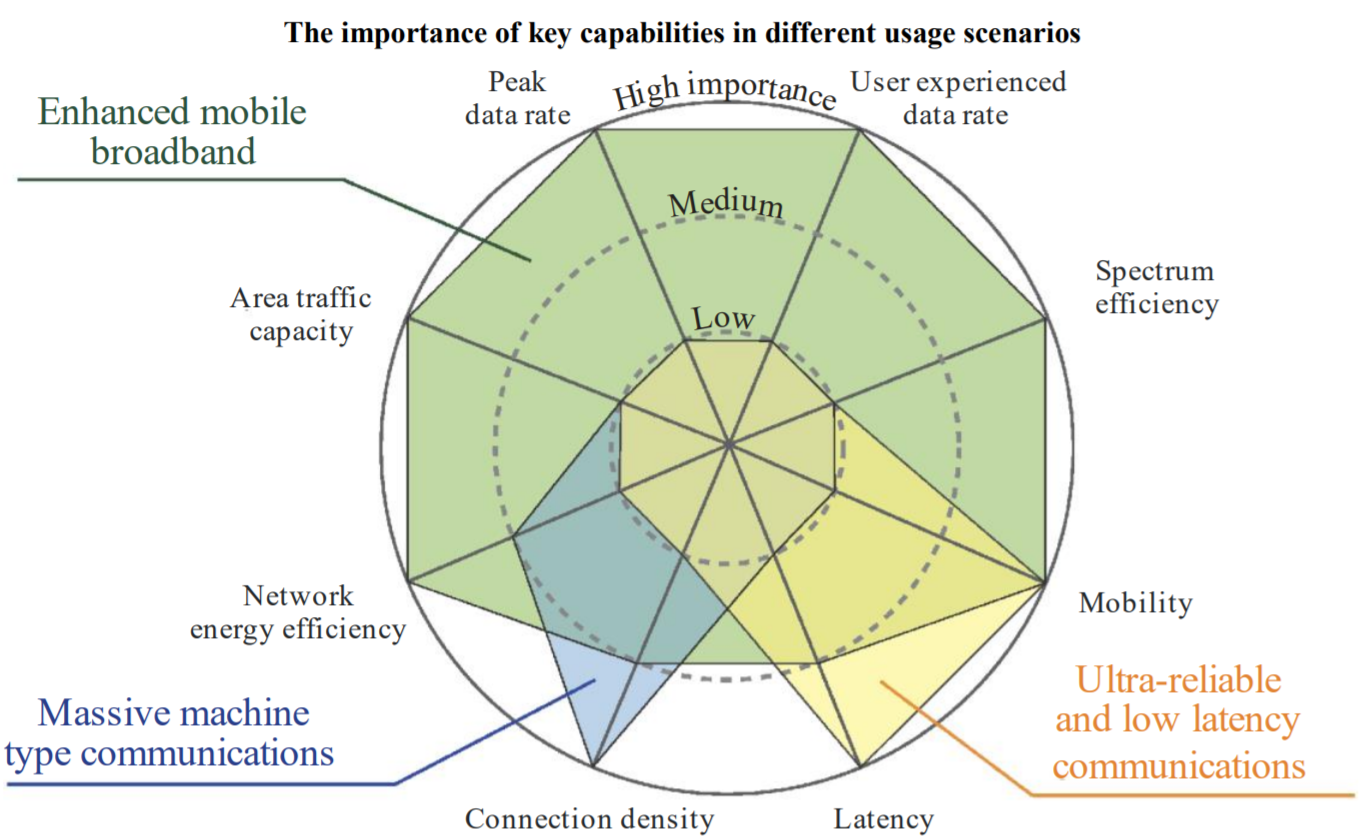 The importance of key capabilities in different usage scenarios
Peak
data rate
High importance
User experienced
data rate
Enhanced mobile
broadband
Medium
Area traffic
capacity
Spectrum
efficiency
Low
Network
energy efficiency
Mobility
Massive machine
type communications
Ultra-reliable
and low latency
communications
Connection density
Latency